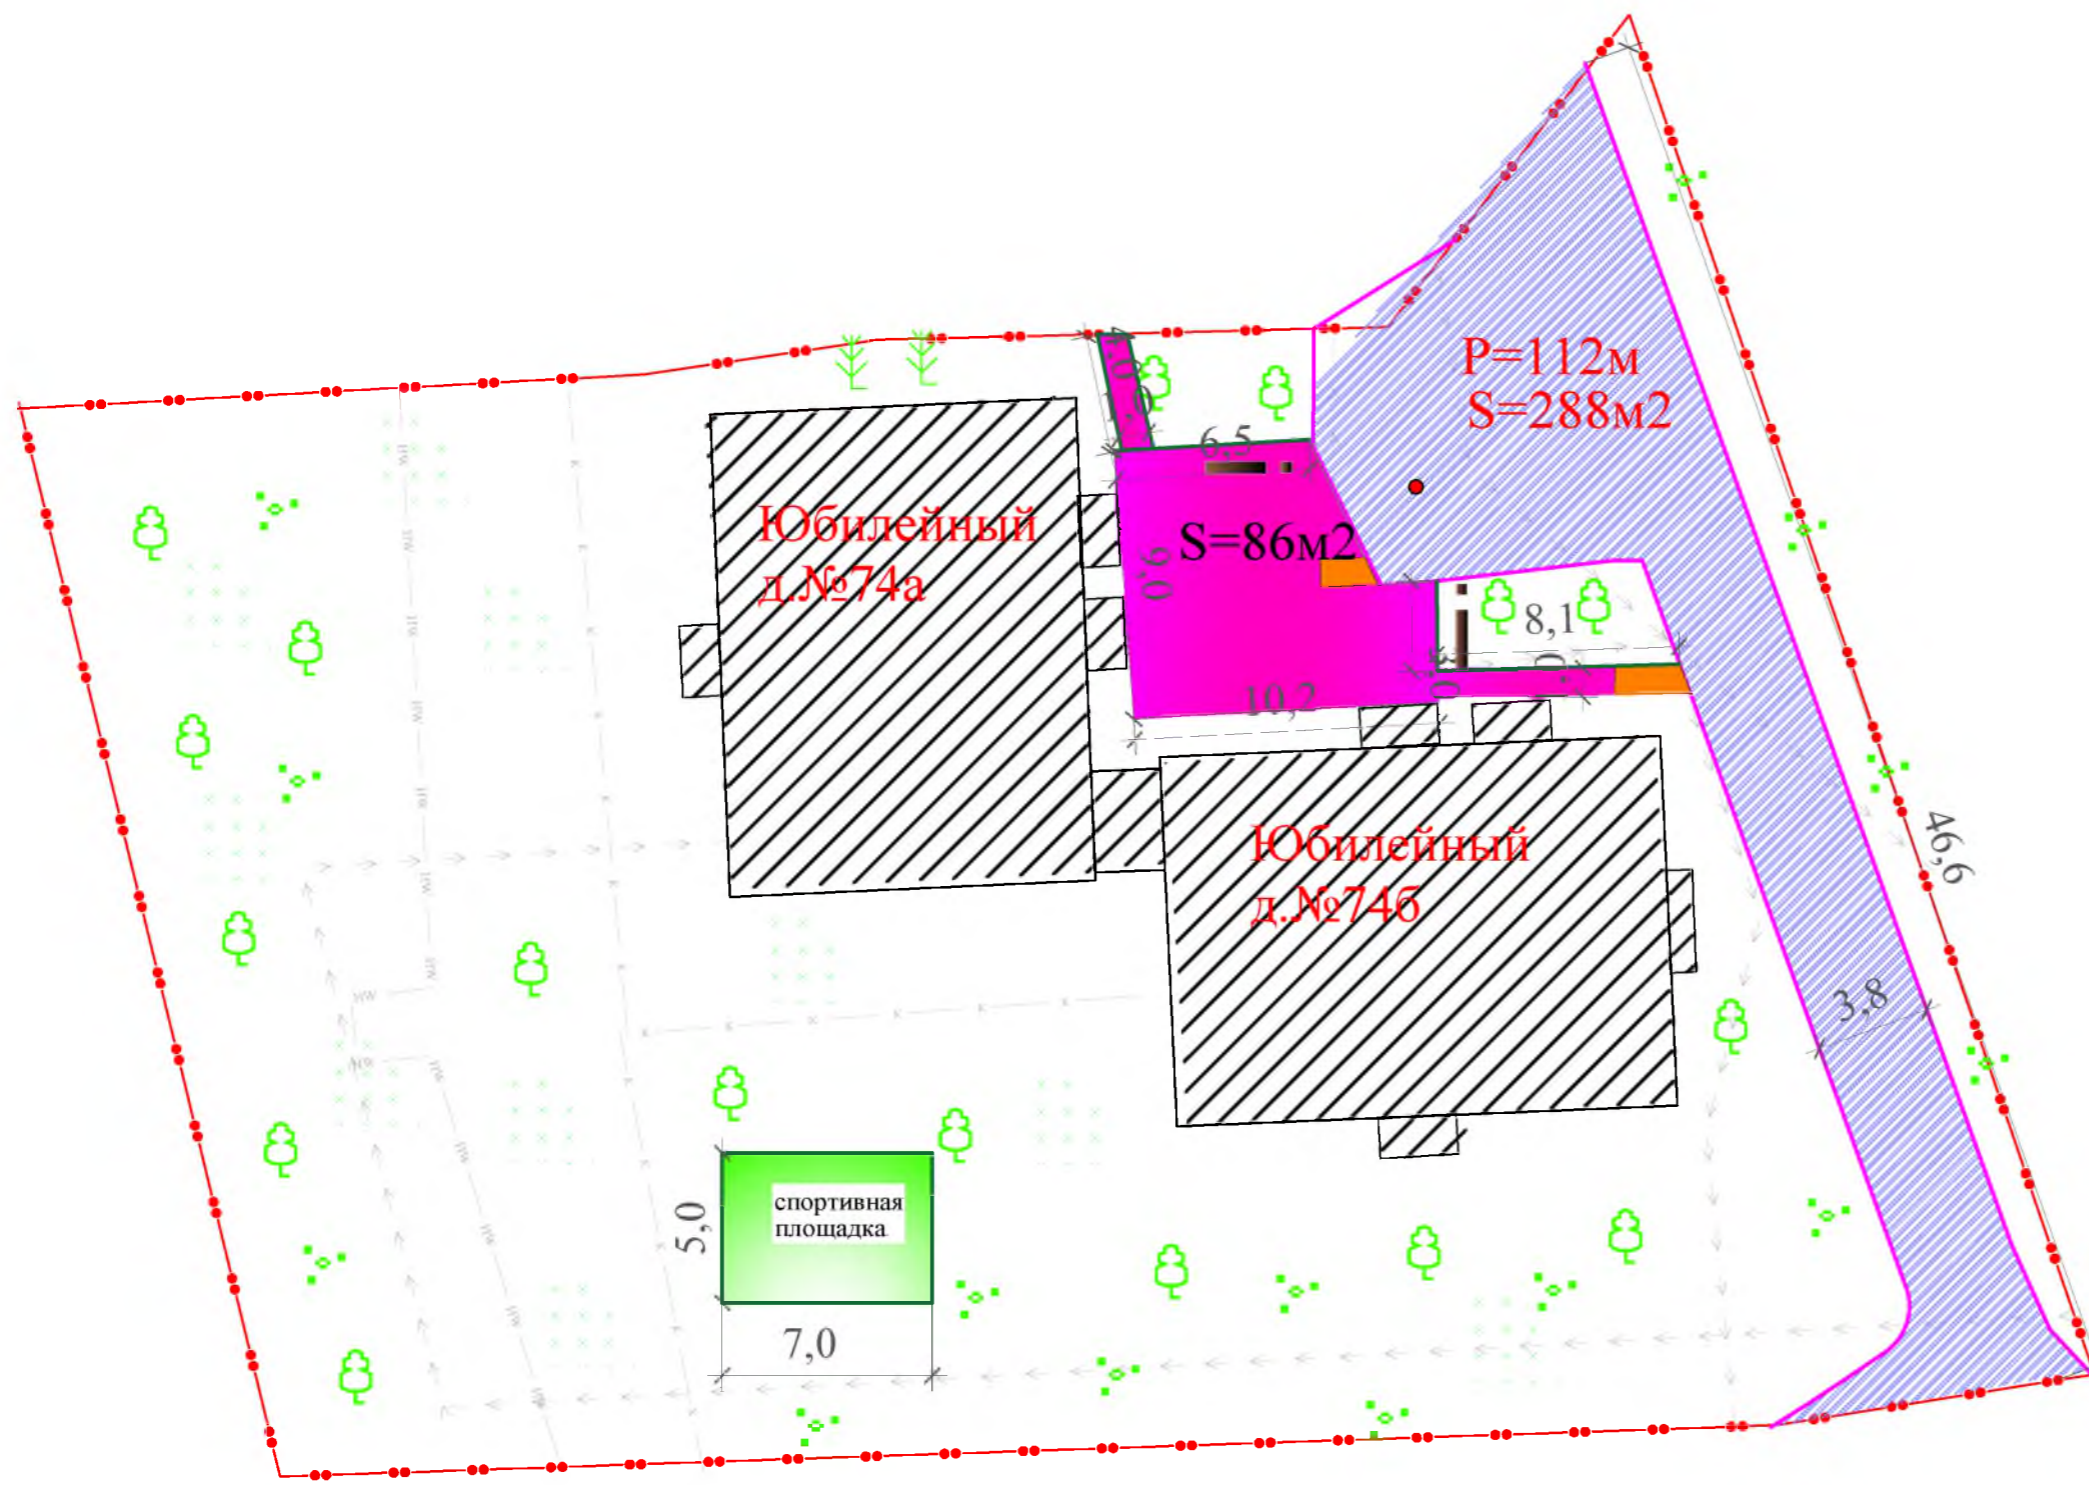 P=112м
S=288м2
6,5
Юбилейный
д.№74а
S=86м2
9,0
8,1
10,2
46,6
Юбилейный
д.№74б
3,8
спортивная
площадка
5,0
7,0